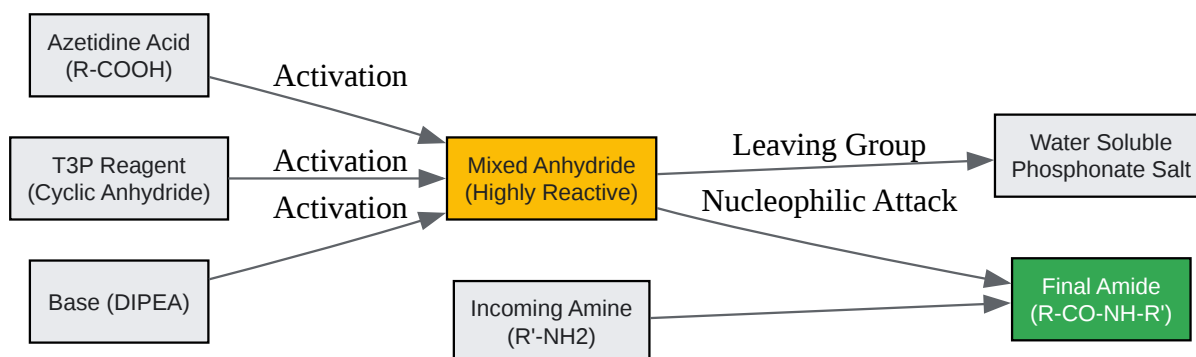 Azetidine Acid
(R-COOH)
Activation
T3P Reagent
(Cyclic Anhydride)
Activation
Base (DIPEA)
Activation
Mixed Anhydride
(Highly Reactive)
Leaving Group
Water Soluble
Phosphonate Salt
Nucleophilic Attack
Incoming Amine
(R'-NH2)
Final Amide
(R-CO-NH-R')